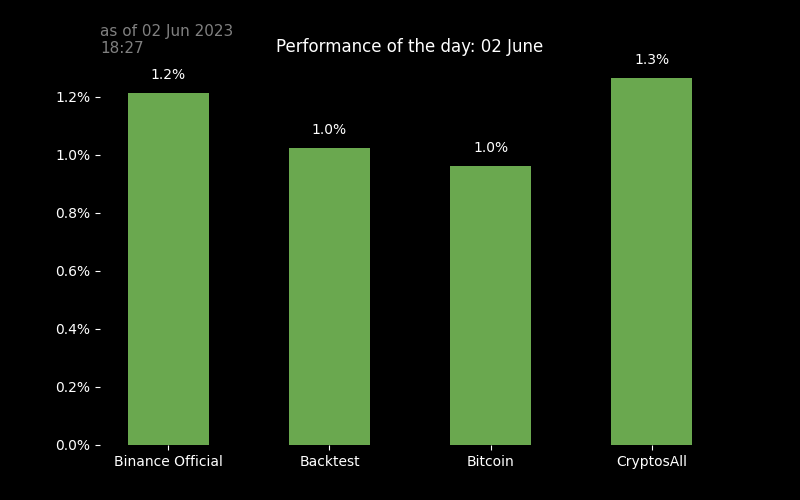 as of 02 Jun 2023
18:27
Performance of the day: 02 June
1.2%
1.0%
1.0%
1.3%
1.2%
1.0%
0.8%
0.6%
0.4%
0.2%
0.0%
Binance Official
Backtest
Bitcoin
CryptosAll